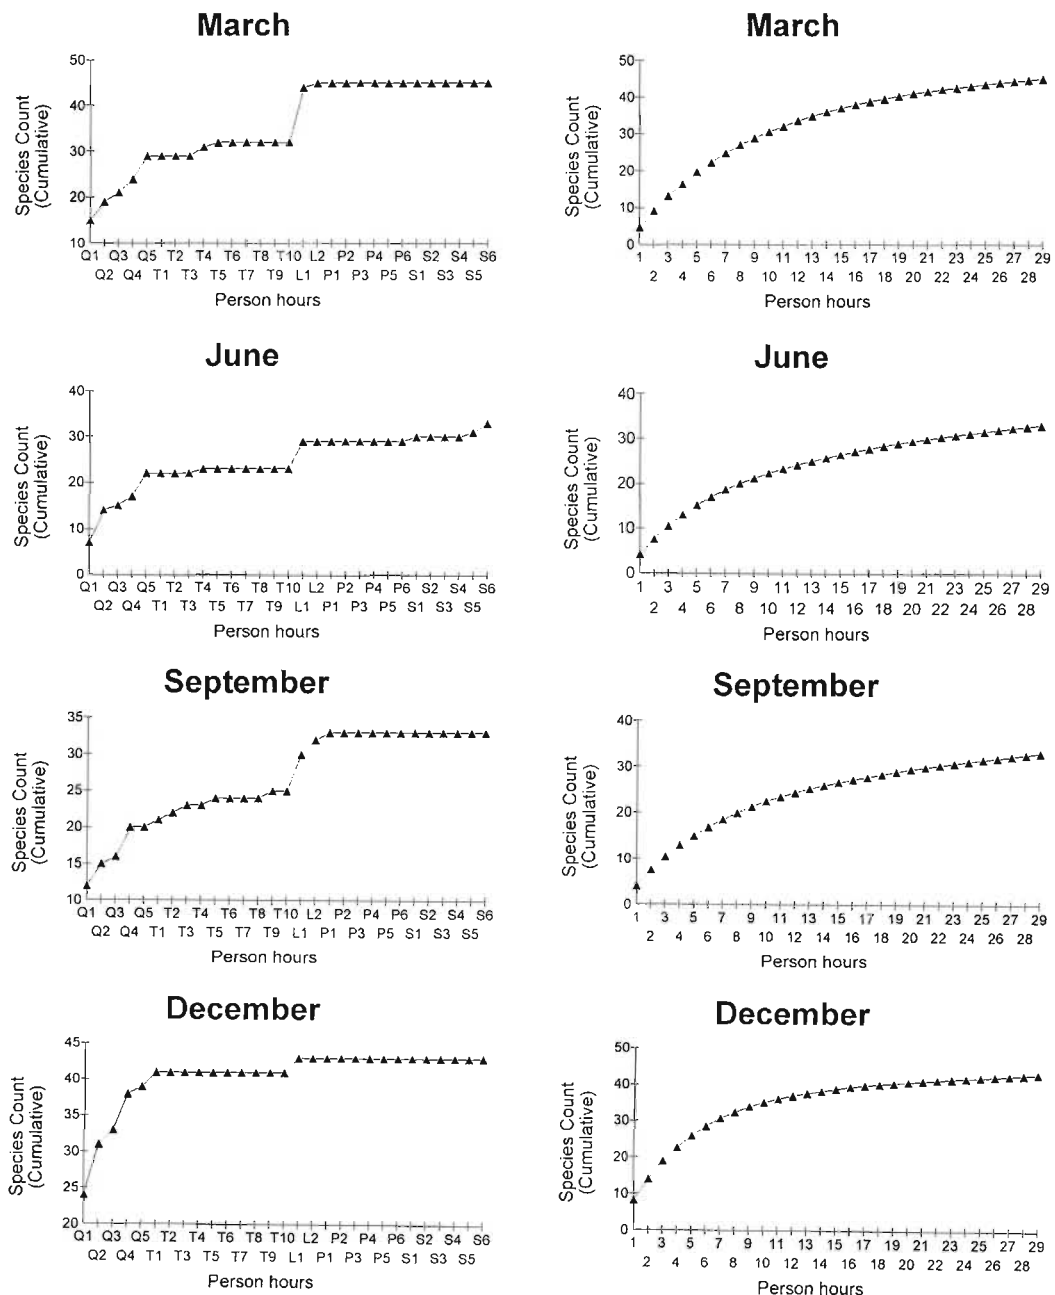 March
50
40
30
20
10
Species Count
(Cumulative)
Q1 Q3 Q5 T2 T4 T6 T8 T10 L2 P2 P4 P6 S2 S4 S6
Q2 Q4 T1 T3 T5 T7 T9 L1 P1 P3 P5 S1 S3 S5
Person hours
March
50
40
30
20
10
0
Species Count
(Cumulative)
1 3 5 7 9 11 13 15 17 19 21 23 25 27 29
2 4 6 8 10 12 14 16 18 20 22 24 26 28
Person hours
June
40
30
20
10
0
Species Count
(Cumulative)
Q1 Q3 Q5 T2 T4 T6 T8 T10 L2 P2 P4 P6 S2 S4 S6
Q2 Q4 T1 T3 T5 T7 T9 L1 P1 P3 P5 S1 S3 S5
Person hours
June
40
30
20
10
0
Species Count
(Cumulative)
1 3 5 7 9 11 13 15 17 19 21 23 25 27 29
2 4 6 8 10 12 14 16 18 20 22 24 26 28
Person hours
September
35
30
25
20
15
10
Species Count
(Cumulative)
Q1 Q3 Q5 T2 T4 T6 T8 T10 L2 P2 P4 P6 S2 S4 S6
Q2 Q4 T1 T3 T5 T7 T9 L1 P1 P3 P5 S1 S3 S5
Person hours
September
40
30
20
10
0
Species Count
(Cumulative)
1 3 5 7 9 11 13 15 17 19 21 23 25 27 29
2 4 6 8 10 12 14 16 18 20 22 24 26 28
Person hours
December
45
40
35
30
25
20
Species Count
(Cumulative)
Q1 Q3 Q5 T2 T4 T6 T8 T10 L2 P2 P4 P6 S2 S4 S6
Q2 Q4 T1 T3 T5 T7 T9 L1 P1 P3 P5 S1 S3 S5
Person hours
December
50
40
30
20
10
0
Species Count
(Cumulative)
1 3 5 7 9 11 13 15 17 19 21 23 25 27 29
2 4 6 8 10 12 14 16 18 20 22 24 26 28
Person hours